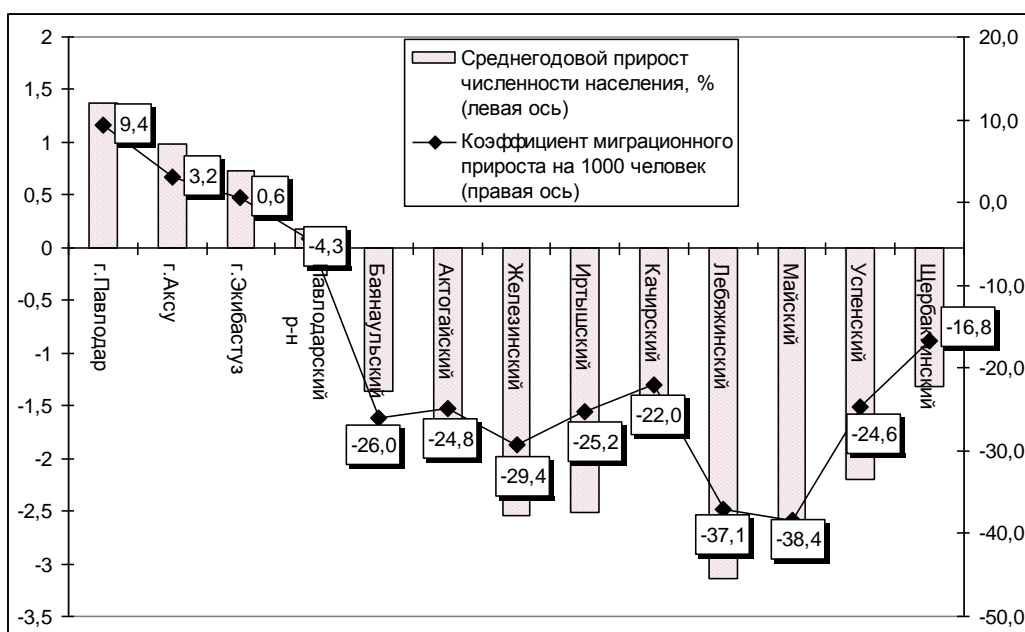 2
1,5
1
0,5
0
-0,5
-1
-1,5
-2
-2,5
-3
-3,5
20,0
10,0
0,0
-10,0
-20,0
-30,0
-40,0
-50,0
Среднегодовой прирост
численности населения, %
(левая ось)
Коэффициент миграционного
прироста на 1000 человек
(правая ось)
9,4
3,2
0,6
-4,3
-26,0
-24,8
-29,4
-25,2
-22,0
-37,1
-38,4
-24,6
-16,8
г.Павлодар
г.Аксу
г.Экибастуз
Павлодарский
р-н
Баянаульский
Актогайский
Железинский
Иртышский
Качирский
Лебяжинский
Майский
Успенский
Щербактинский